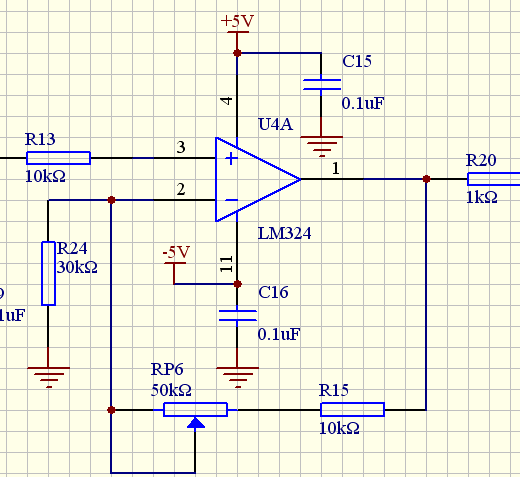 +5V
C15
0.1uF
4
U4A
R13
10kΩ
3
2
1
R20
1kΩ
LM324
R24
30kΩ
-5V
11
C16
0.1uF
RP6
50kΩ
R15
10kΩ